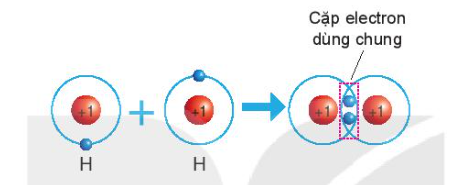 Cặp electron
dùng chung
+1 + +1 +1 +1
H H